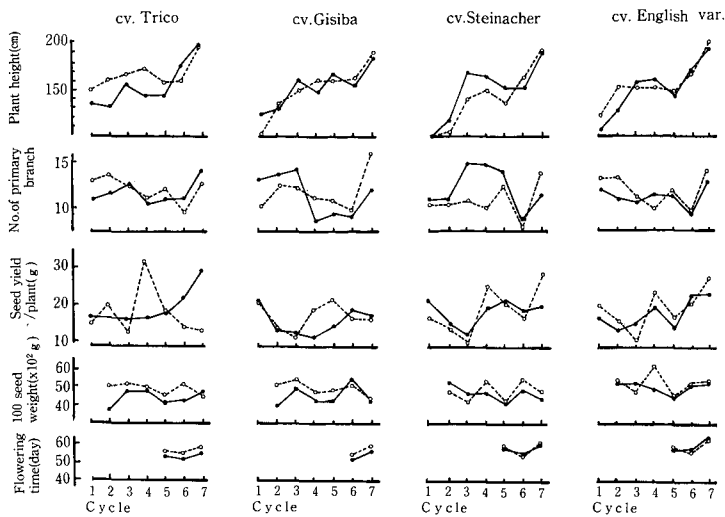 cv. Trico
cv.Gisiba
cv.Steinacher
cv. English var.
Plant height(cm)
200
150
No.of primary
branch
15
10
Seed yield
/plant(g)
30
20
10
100 seed
weight(x10² g)
60
50
40
Flowering
time(day)
60
50
40
1 2 3 4 5 6 7
1 2 3 4 5 6 7
1 2 3 4 5 6 7
1 2 3 4 5 6 7
Cycle
Cycle
Cycle
Cycle